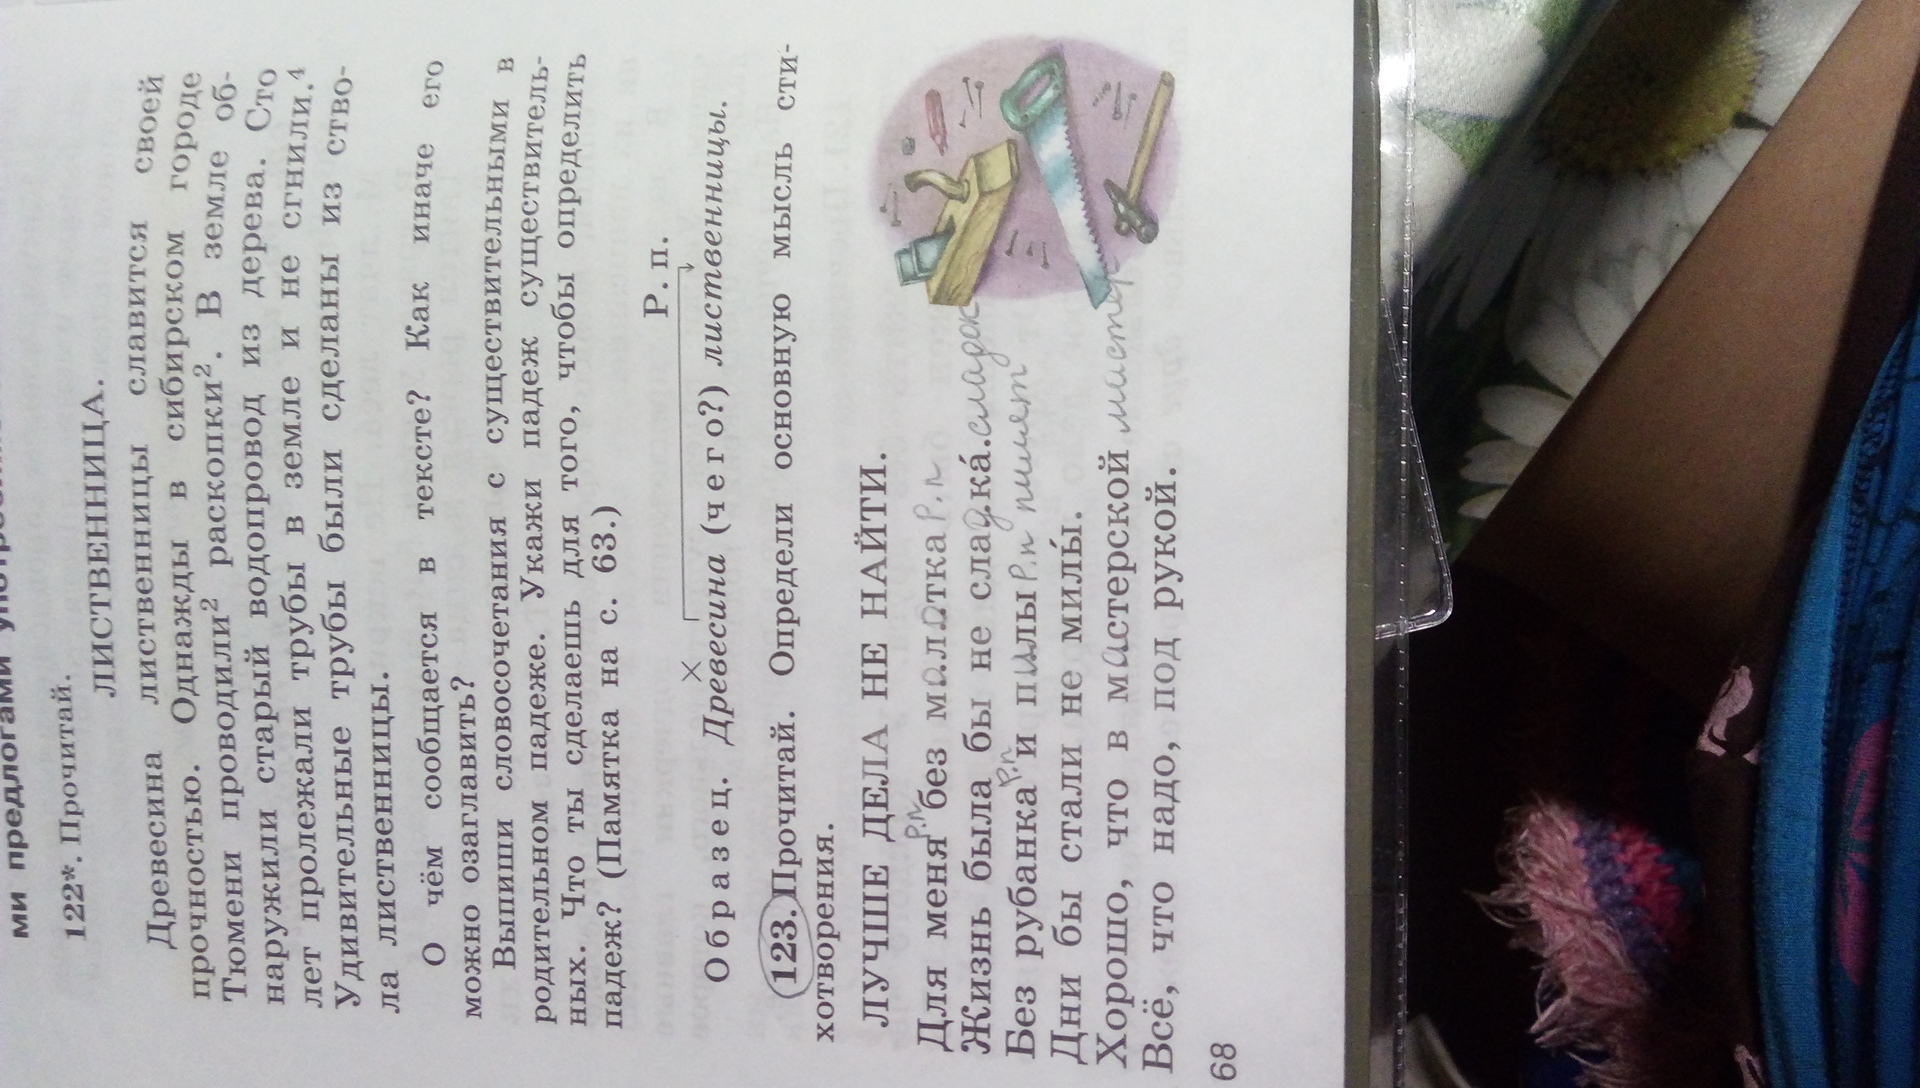 ми предлогами
122*. Прочитай.
ЛИСТВЕННИЦА.
Древесина лиственницы славится своей
прочностью. Однажды в сибирском городе
Тюмени проводили² раскопки². В земле об-
наружили старый водопровод из дерева. Сто
лет пролежали трубы в земле и не сгнили.⁴
Удивительные трубы были сделаны из ство-
ла лиственницы.
О чём сообщается в тексте? Как иначе его
можно озаглавить?
Выпиши словосочетания с существительными в
родительном падеже. Укажи падеж существитель-
ных. Что ты сделаешь для того, чтобы определить
падеж? (Памятка на с. 63.)
Р. п.
Образец. Древесина (чего?) лиственницы.
123. Прочитай. Определи основную мысль сти-
хотворения.
ЛУЧШЕ ДЕЛА НЕ НАЙТИ.
Для меня Р.п без малатка Р.п
Жизнь была бы не сладка́. сладок
Без рубанка Р.п и пилы Р.п пилит
Дни бы стали не милы́.
Хорошо, что в мастерской мастер
Всё, что надо, под рукой.
68